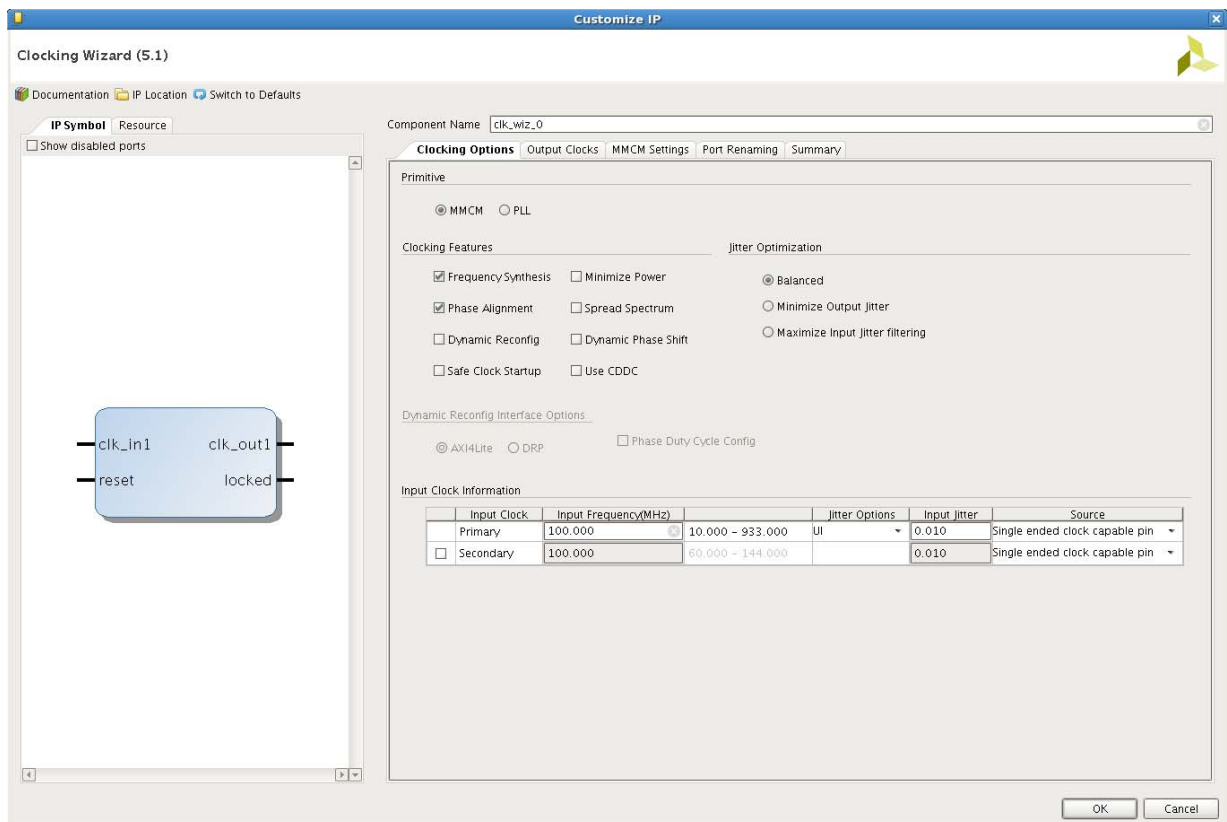 Customize IP
Clocking Wizard (5.1)
Documentation IP Location Switch to Defaults
IP Symbol Resource
Show disabled ports
clk_in1 clk_out1
reset locked
Component Name clk_wiz_0
Clocking Options Output Clocks MMCM Settings Port Renaming Summary
Primitive
MMCM PLL
Clocking Features Jitter Optimization
Frequency Synthesis Minimize Power Balanced
Phase Alignment Spread Spectrum Minimize Output Jitter
Dynamic Reconfig Dynamic Phase Shift Maximize Input Jitter filtering
Safe Clock Startup Use CDDC
Dynamic Reconfig Interface Options
AXI4Lite DRP Phase Duty Cycle Config
Input Clock Information
Input Clock Input Frequency(MHz) Jitter Options Input Jitter Source
Primary 100.000 10.000 - 933.000 UI 0.010 Single ended clock capable pin
Secondary 100.000 60.000 - 144.000 0.010 Single ended clock capable pin
OK Cancel